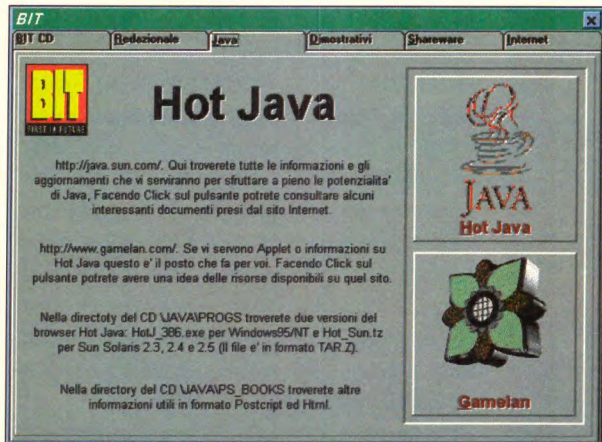 BIT
BIT CD Redazionale Java Dimostrativi Shareware Internet
BIT
FIRST IN FUTURE
Hot Java
http://java.sun.com/. Qui troverete tutte le informazioni e gli
aggiornamenti che vi serviranno per sfruttare a pieno le potenzialita'
di Java, Facendo Click sul pulsante potrete consultare alcuni
interessanti documenti presi dal sito Internet.
http://www.gamelan.com/. Se vi servono Applet o informazioni su
Hot Java questo e' il posto che fa per voi. Facendo Click sul
pulsante potrete avere una idea delle risorse disponibili su quel sito.
Nella directoty del CD \JAVA\PROGS troverete due versioni del
browser Hot Java: HotJ_386.exe per Windows95/NT e Hot_Sun.tz
per Sun Solaris 2.3, 2.4 e 2.5 (Il file e' in formato TAR.Z).
Nella directory del CD \JAVA\PS_BOOKS troverete altre
informazioni utili in formato Postcript ed Html.
JAVA
Hot Java
Gamelan